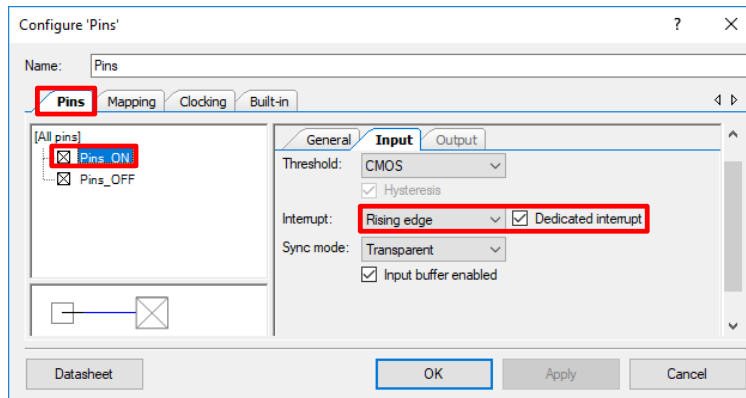 Configure 'Pins'
?
Name: Pins
Pins Mapping Clocking Built-in
[All pins]
Pins_ON
Pins_OFF
General Input Output
Threshold: CMOS
Hysteresis
Interrupt: Rising edge Dedicated interrupt
Sync mode: Transparent
Input buffer enabled
Datasheet OK Apply Cancel